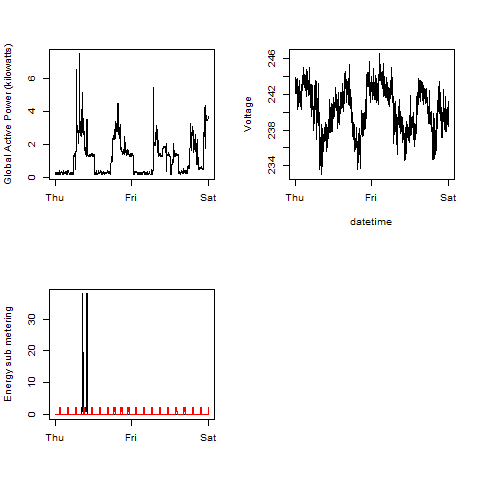 Global Active Power (kilowatts)
0 2 4 6
Thu Fri Sat
Voltage
234 238 242 246
Thu Fri Sat
datetime
Energy sub metering
0 10 20 30
Thu Fri Sat